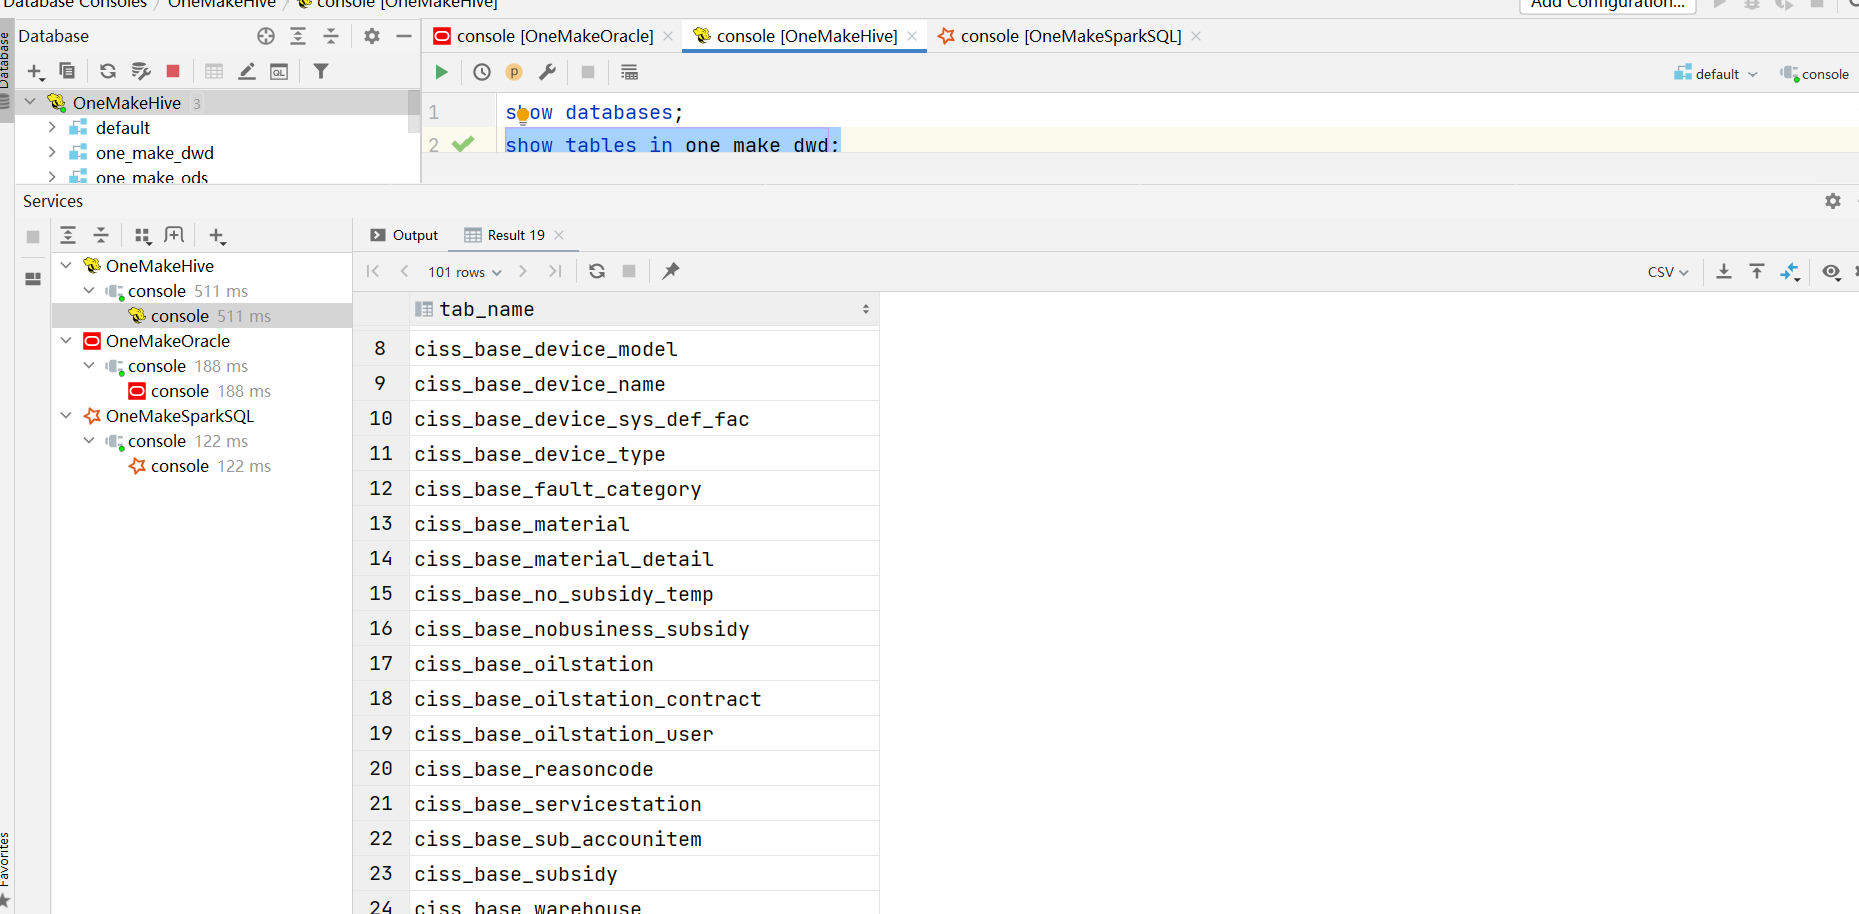 Database Consoles / OneMakeHive / console [OneMakeHive]
Add Configuration...
Database
Database
console [OneMakeOracle]
console [OneMakeHive]
console [OneMakeSparkSQL]
QL
p
default
console
OneMakeHive 3
default
one_make_dwd
one_make_ods
1 show databases;
2 show tables in one_make_dwd;
Services
OneMakeHive
console 511 ms
console 511 ms
OneMakeOracle
console 188 ms
console 188 ms
OneMakeSparkSQL
console 122 ms
console 122 ms
Output
Result 19
101 rows
CSV
tab_name
8 ciss_base_device_model
9 ciss_base_device_name
10 ciss_base_device_sys_def_fac
11 ciss_base_device_type
12 ciss_base_fault_category
13 ciss_base_material
14 ciss_base_material_detail
15 ciss_base_no_subsidy_temp
16 ciss_base_nobusiness_subsidy
17 ciss_base_oilstation
18 ciss_base_oilstation_contract
19 ciss_base_oilstation_user
20 ciss_base_reasoncode
21 ciss_base_servicestation
22 ciss_base_sub_accounitem
23 ciss_base_subsidy
24 ciss_base_warehouse
Favorites